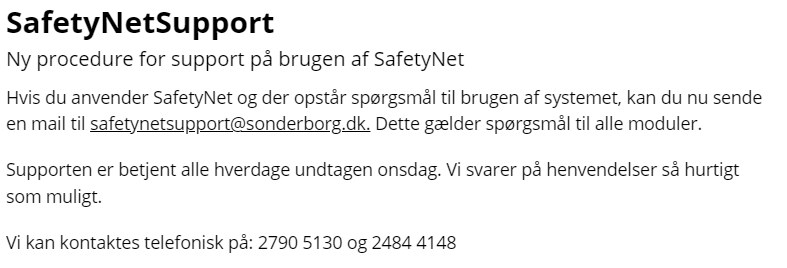 SafetyNetSupport
Ny procedure for support på brugen af SafetyNet
Hvis du anvender SafetyNet og der opstår spørgsmål til brugen af systemet, kan du nu sende
en mail til safetynetsupport@sonderborg.dk. Dette gælder spørgsmål til alle moduler.
Supporten er betjent alle hverdage undtagen onsdag. Vi svarer på henvendelser så hurtigt
som muligt.
Vi kan kontaktes telefonisk på: 2790 5130 og 2484 4148